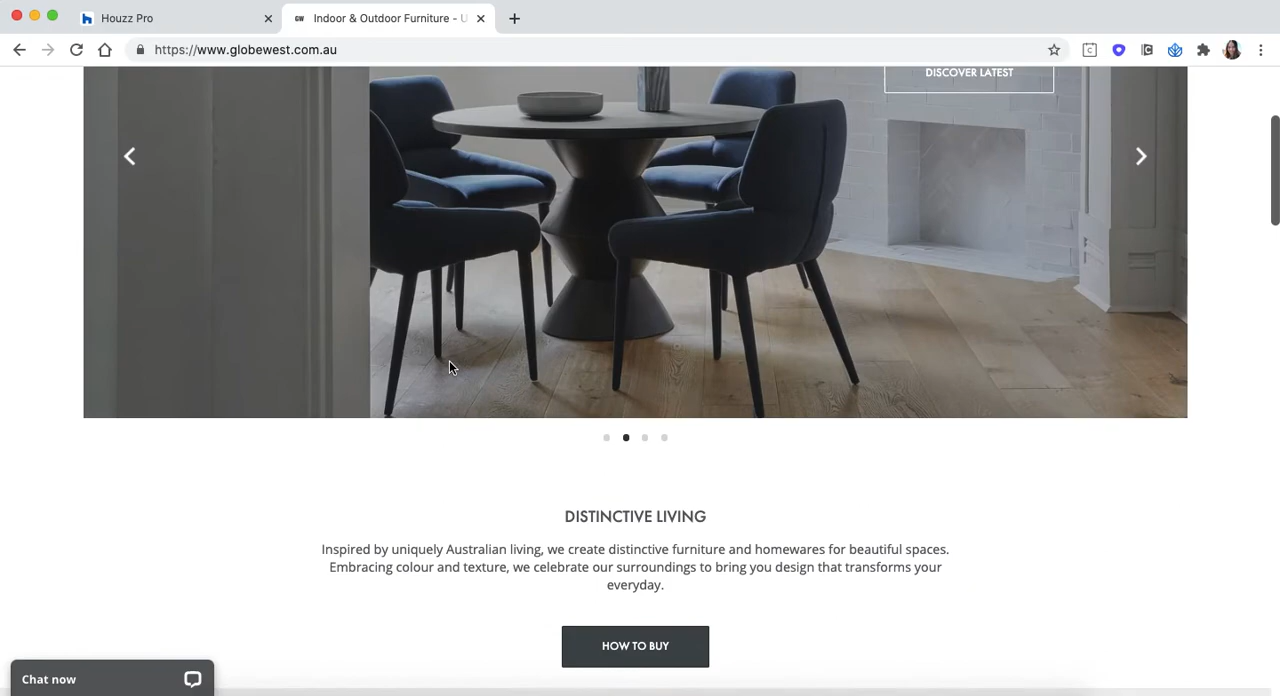 Houzz Pro
GW Indoor & Outdoor Furniture - U
https://www.globewest.com.au
DISCOVER LATEST
DISTINCTIVE LIVING
Inspired by uniquely Australian living, we create distinctive furniture and homewares for beautiful spaces.
Embracing colour and texture, we celebrate our surroundings to bring you design that transforms your
everyday.
HOW TO BUY
Chat now